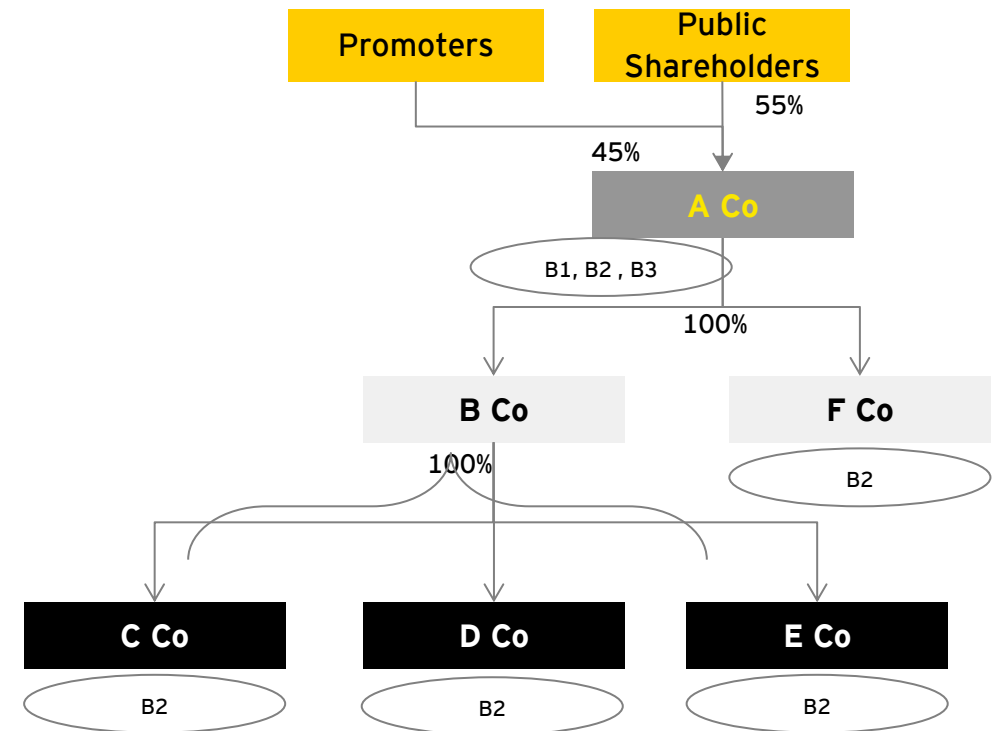 Promoters
Public
Shareholders
55%
45%
A Co
B1, B2 , B3
100%
B Co
F Co
100%
B2
C Co
D Co
E Co
B2
B2
B2